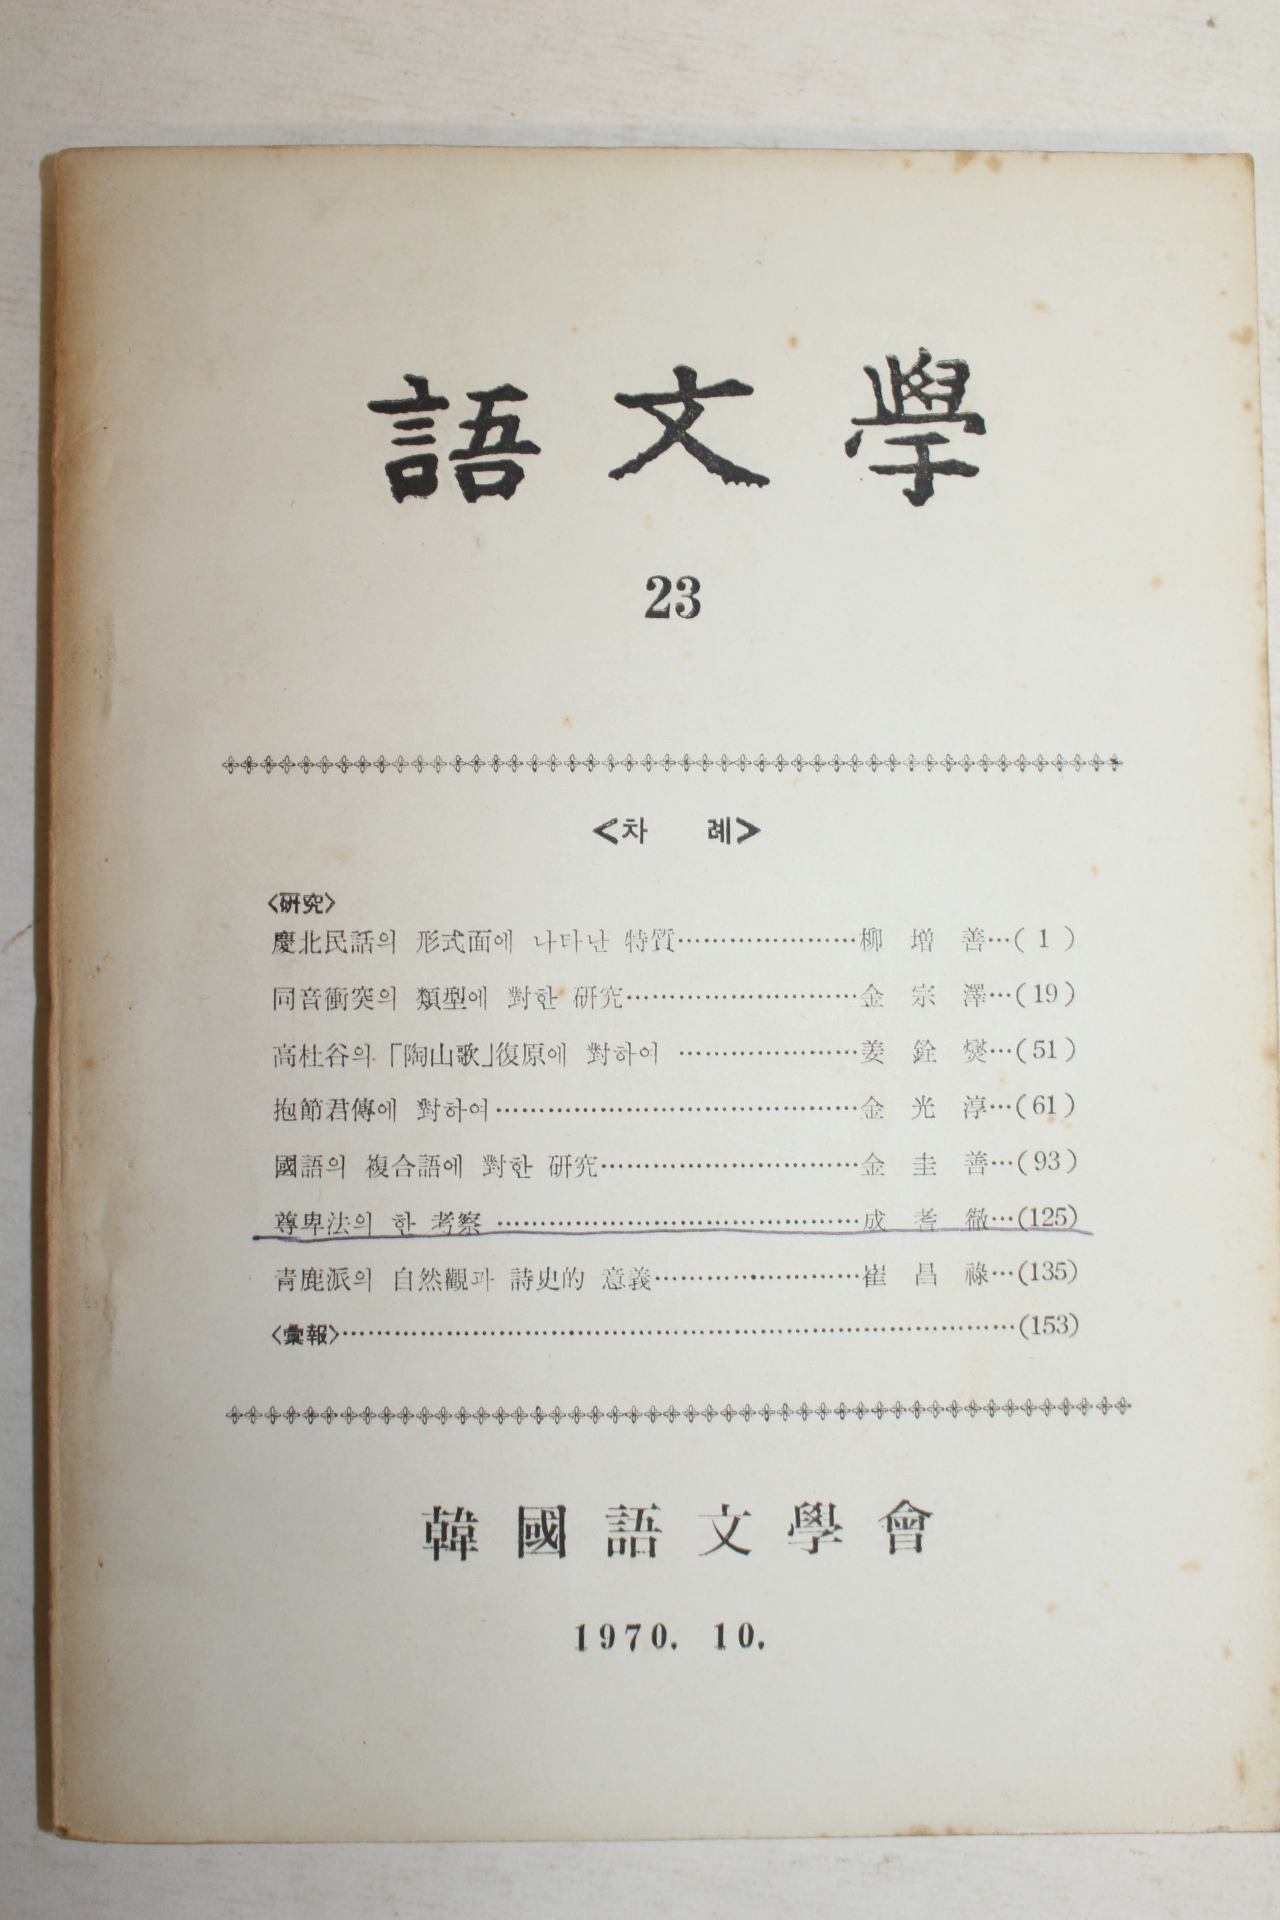 語文學
23
<차 례>
<硏究>
慶北民話의 形式面에 나타난 特質…………………柳增善…( 1 )
同音衝突의 類型에 對한 硏究…………………金宗澤…(19)
高杜谷의 「陶山歌」復原에 對하여 …………………姜銓爕…(51)
抱節君傳에 對하여…………………金光淳…(61)
國語의 複合語에 對한 硏究…………………金圭善…(93)
尊卑法의 한 考察 …………………成耆徹…(125)
靑鹿派의 自然觀과 詩史的 意義…………………崔昌祿…(135)
<彙報>…………………(153)
韓國語文學會
1970. 10.